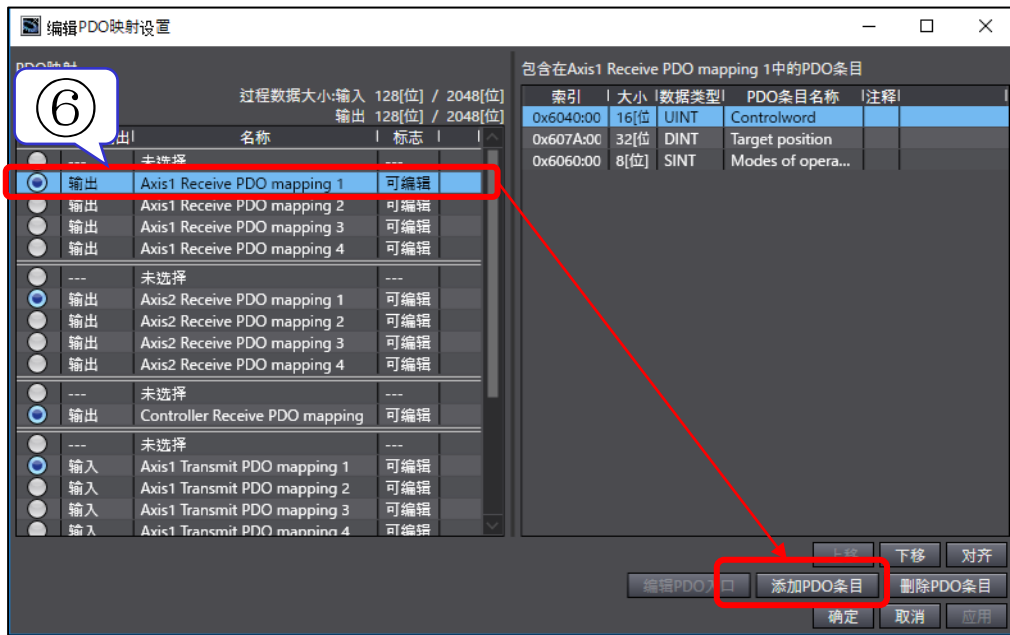 编辑PDO映射设置
⑥
过程数据大小:输入 128[位] / 2048[位]
输出 128[位] / 2048[位]
出 名称 标志
--- 未选择 ---
输出 Axis1 Receive PDO mapping 1 可编辑
输出 Axis1 Receive PDO mapping 2 可编辑
输出 Axis1 Receive PDO mapping 3 可编辑
输出 Axis1 Receive PDO mapping 4 可编辑
--- 未选择 ---
输出 Axis2 Receive PDO mapping 1 可编辑
输出 Axis2 Receive PDO mapping 2 可编辑
输出 Axis2 Receive PDO mapping 3 可编辑
输出 Axis2 Receive PDO mapping 4 可编辑
--- 未选择 ---
输出 Controller Receive PDO mapping 可编辑
--- 未选择 ---
输入 Axis1 Transmit PDO mapping 1 可编辑
输入 Axis1 Transmit PDO mapping 2 可编辑
输入 Axis1 Transmit PDO mapping 3 可编辑
输入 Axis1 Transmit PDO mapping 4 可编辑
包含在Axis1 Receive PDO mapping 1中的PDO条目
索引 大小 数据类型 PDO条目名称 注释
0x6040:00 16[位 UINT Controlword
0x607A:00 32[位 DINT Target position
0x6060:00 8[位] SINT Modes of opera...
上移 下移 对齐
编辑PDO入口 添加PDO条目 删除PDO条目
确定 取消 应用